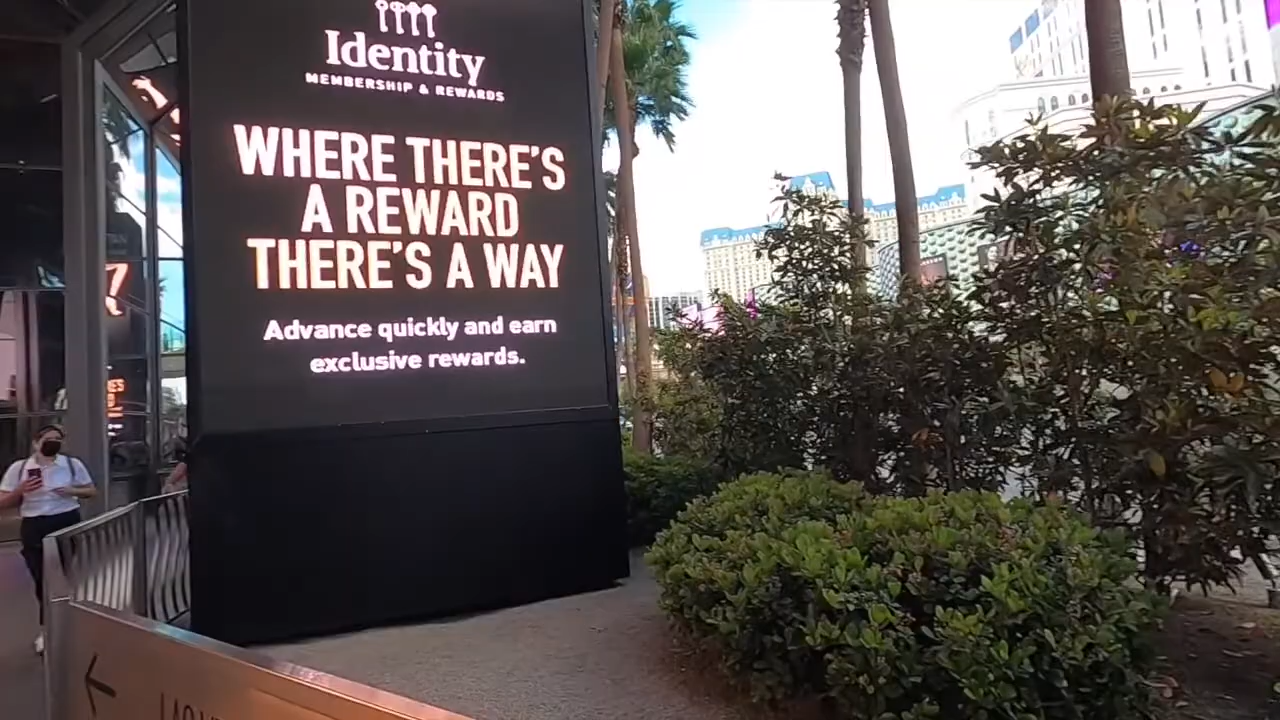 Identity
MEMBERSHIP & REWARDS
WHERE THERE'S
A REWARD
THERE'S A WAY
Advance quickly and earn
exclusive rewards.